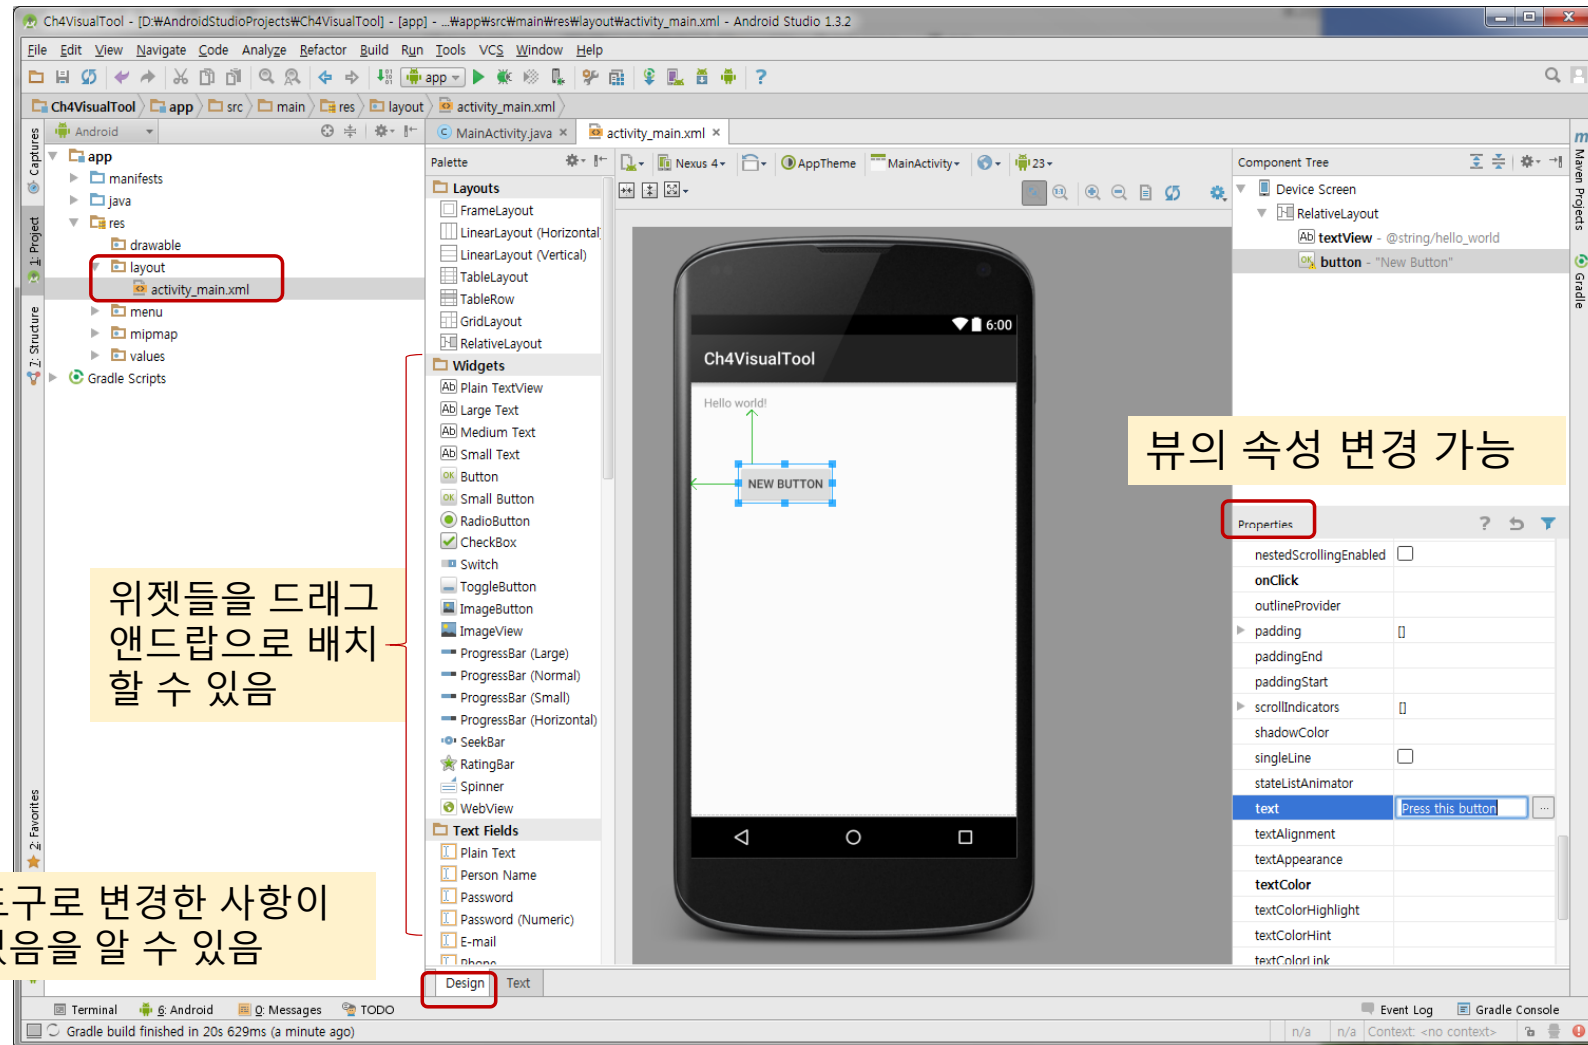 Ch4VisualTool - [D:₩AndroidStudioProjects₩Ch4VisualTool] - [app] - ...₩app₩src₩main₩res₩layout₩activity_main.xml - Android Studio 1.3.2
File Edit View Navigate Code Analyze Refactor Build Run Tools VCS Window Help
app
Ch4VisualTool app src main res layout activity_main.xml
Captures
1: Project
7: Structure
2: Favorites
Android
app
manifests
java
res
drawable
layout
activity_main.xml
menu
mipmap
values
Gradle Scripts
위젯들을 드래그
앤드랍으로 배치
할 수 있음
도구로 변경한 사항이
있음을 알 수 있음
MainActivity.java
activity_main.xml
Palette
Layouts
FrameLayout
LinearLayout (Horizontal
LinearLayout (Vertical)
TableLayout
TableRow
GridLayout
RelativeLayout
Widgets
Plain TextView
Large Text
Medium Text
Small Text
Button
Small Button
RadioButton
CheckBox
Switch
ToggleButton
ImageButton
ImageView
ProgressBar (Large)
ProgressBar (Normal)
ProgressBar (Small)
ProgressBar (Horizontal)
SeekBar
RatingBar
Spinner
WebView
Text Fields
Plain Text
Person Name
Password
Password (Numeric)
E-mail
Phone
Nexus 4 AppTheme MainActivity 23
6:00
Ch4VisualTool
Hello world!
NEW BUTTON
Component Tree
Device Screen
RelativeLayout
textView - @string/hello_world
button - "New Button"
뷰의 속성 변경 가능
Properties
nestedScrollingEnabled
onClick
outlineProvider
padding []
paddingEnd
paddingStart
scrollIndicators []
shadowColor
singleLine
stateListAnimator
text Press this button ...
textAlignment
textAppearance
textColor
textColorHighlight
textColorHint
textColorLink
Maven Projects
Gradle
Design Text
Terminal 6: Android 0: Messages TODO
Event Log Gradle Console
Gradle build finished in 20s 629ms (a minute ago)
n/a n/a Context: <no context>